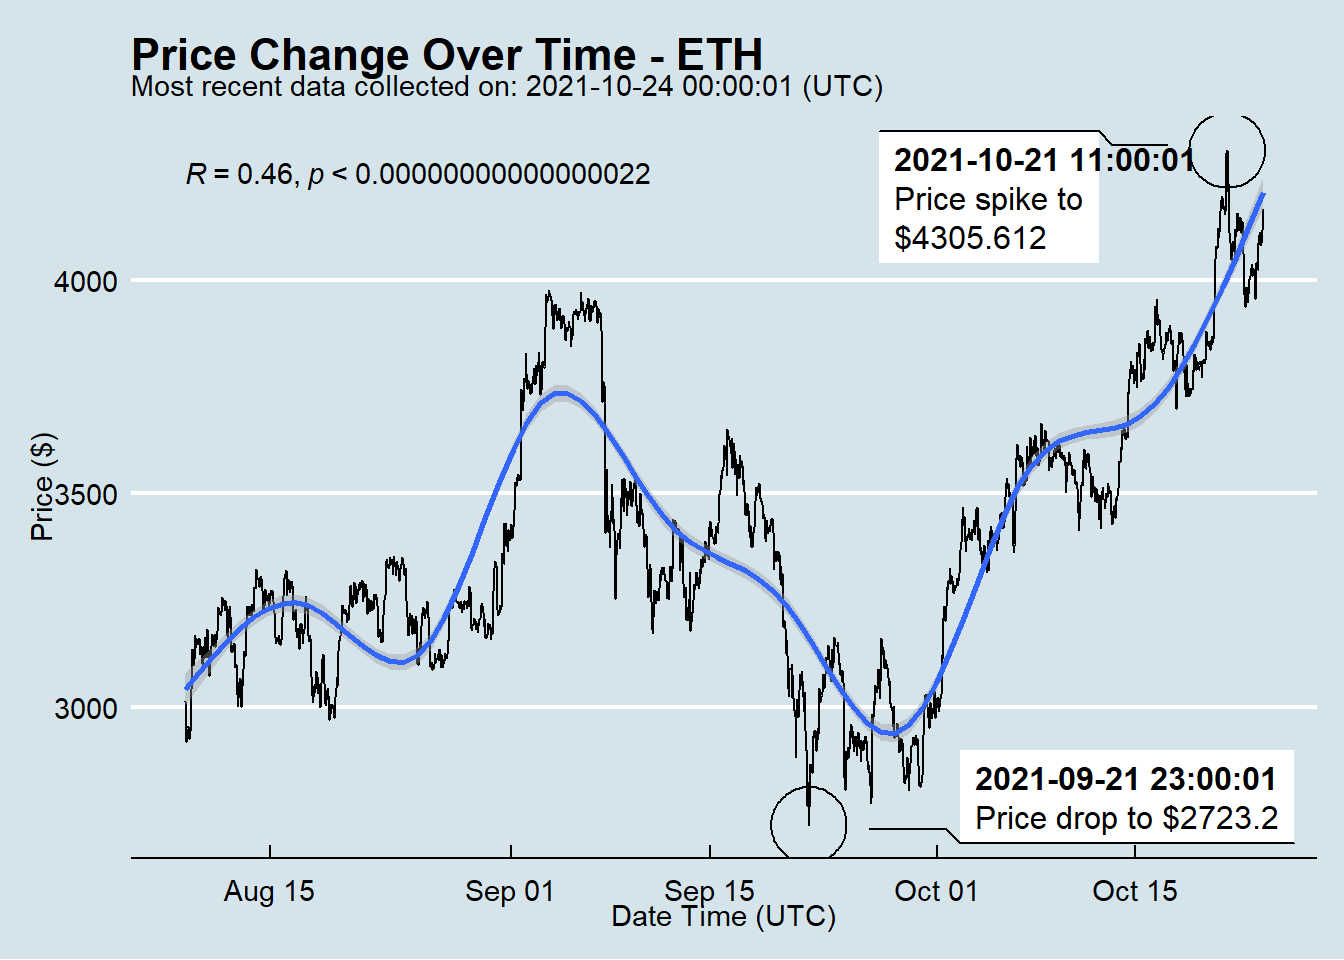 Price Change Over Time - ETH
Most recent data collected on: 2021-10-24 00:00:01 (UTC)
R = 0.46, p < 0.00000000000000022
2021-10-21 11:00:01
Price spike to
$4305.612
4000
3500
3000
Price ($)
2021-09-21 23:00:01
Price drop to $2723.2
Aug 15
Sep 01
Sep 15
Oct 01
Oct 15
Date Time (UTC)